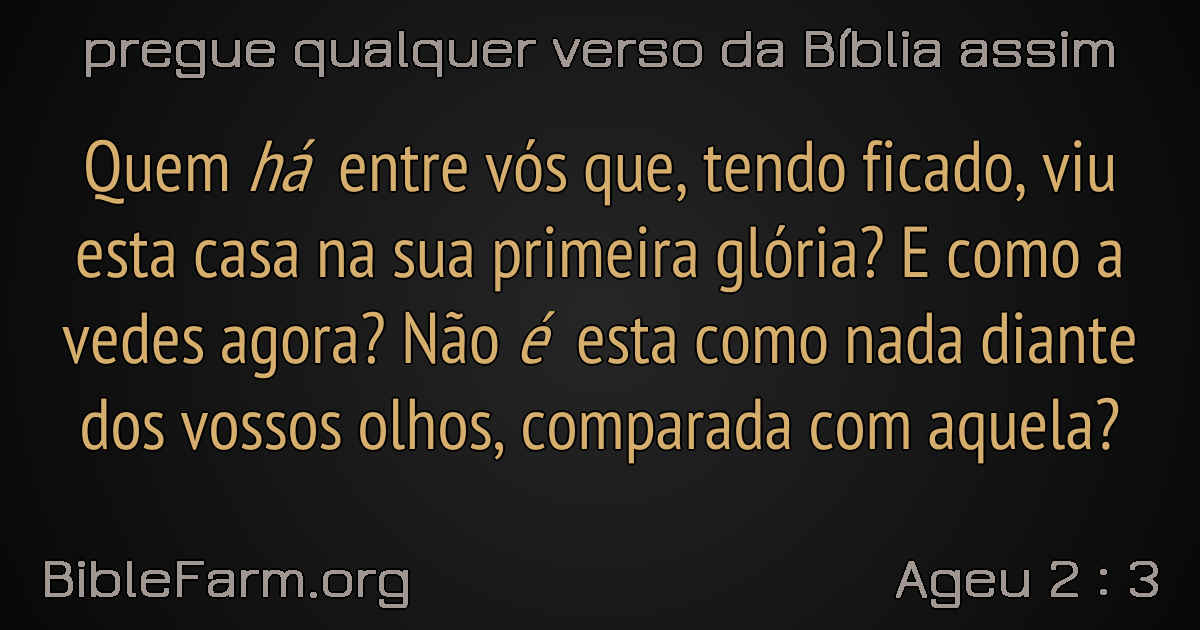 pregue qualquer verso da Bíblia assim
Quem há entre vós que, tendo ficado, viu
esta casa na sua primeira glória? E como a
vedes agora? Não é esta como nada diante
dos vossos olhos, comparada com aquela?
BibleFarm.org
Ageu 2 : 3